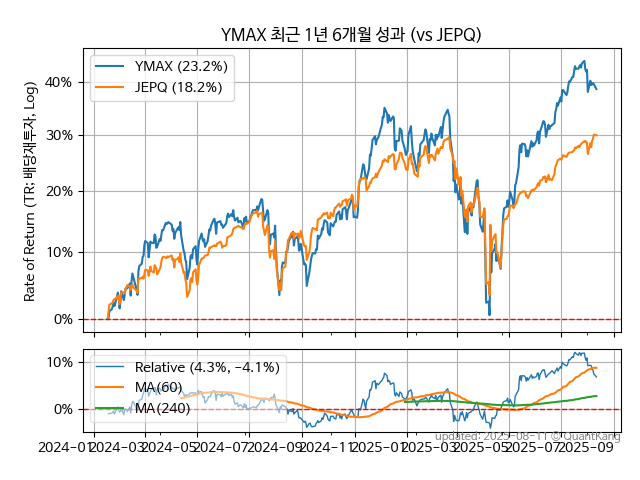 YMAX 최근 1년 6개월 성과 (vs JEPQ)
Rate of Return (TR: 배당재투자, Log)
YMAX (23.2%)
JEPQ (18.2%)
40%
30%
20%
10%
0%
Relative (4.3%, -4.1%)
MA(60)
MA(240)
10%
0%
2024-01 2024-03 2024-05 2024-07 2024-09 2024-11 2025-01 2025-03 2025-05 2025-07 2025-09
updated: 2025-08-11 © QuantKang